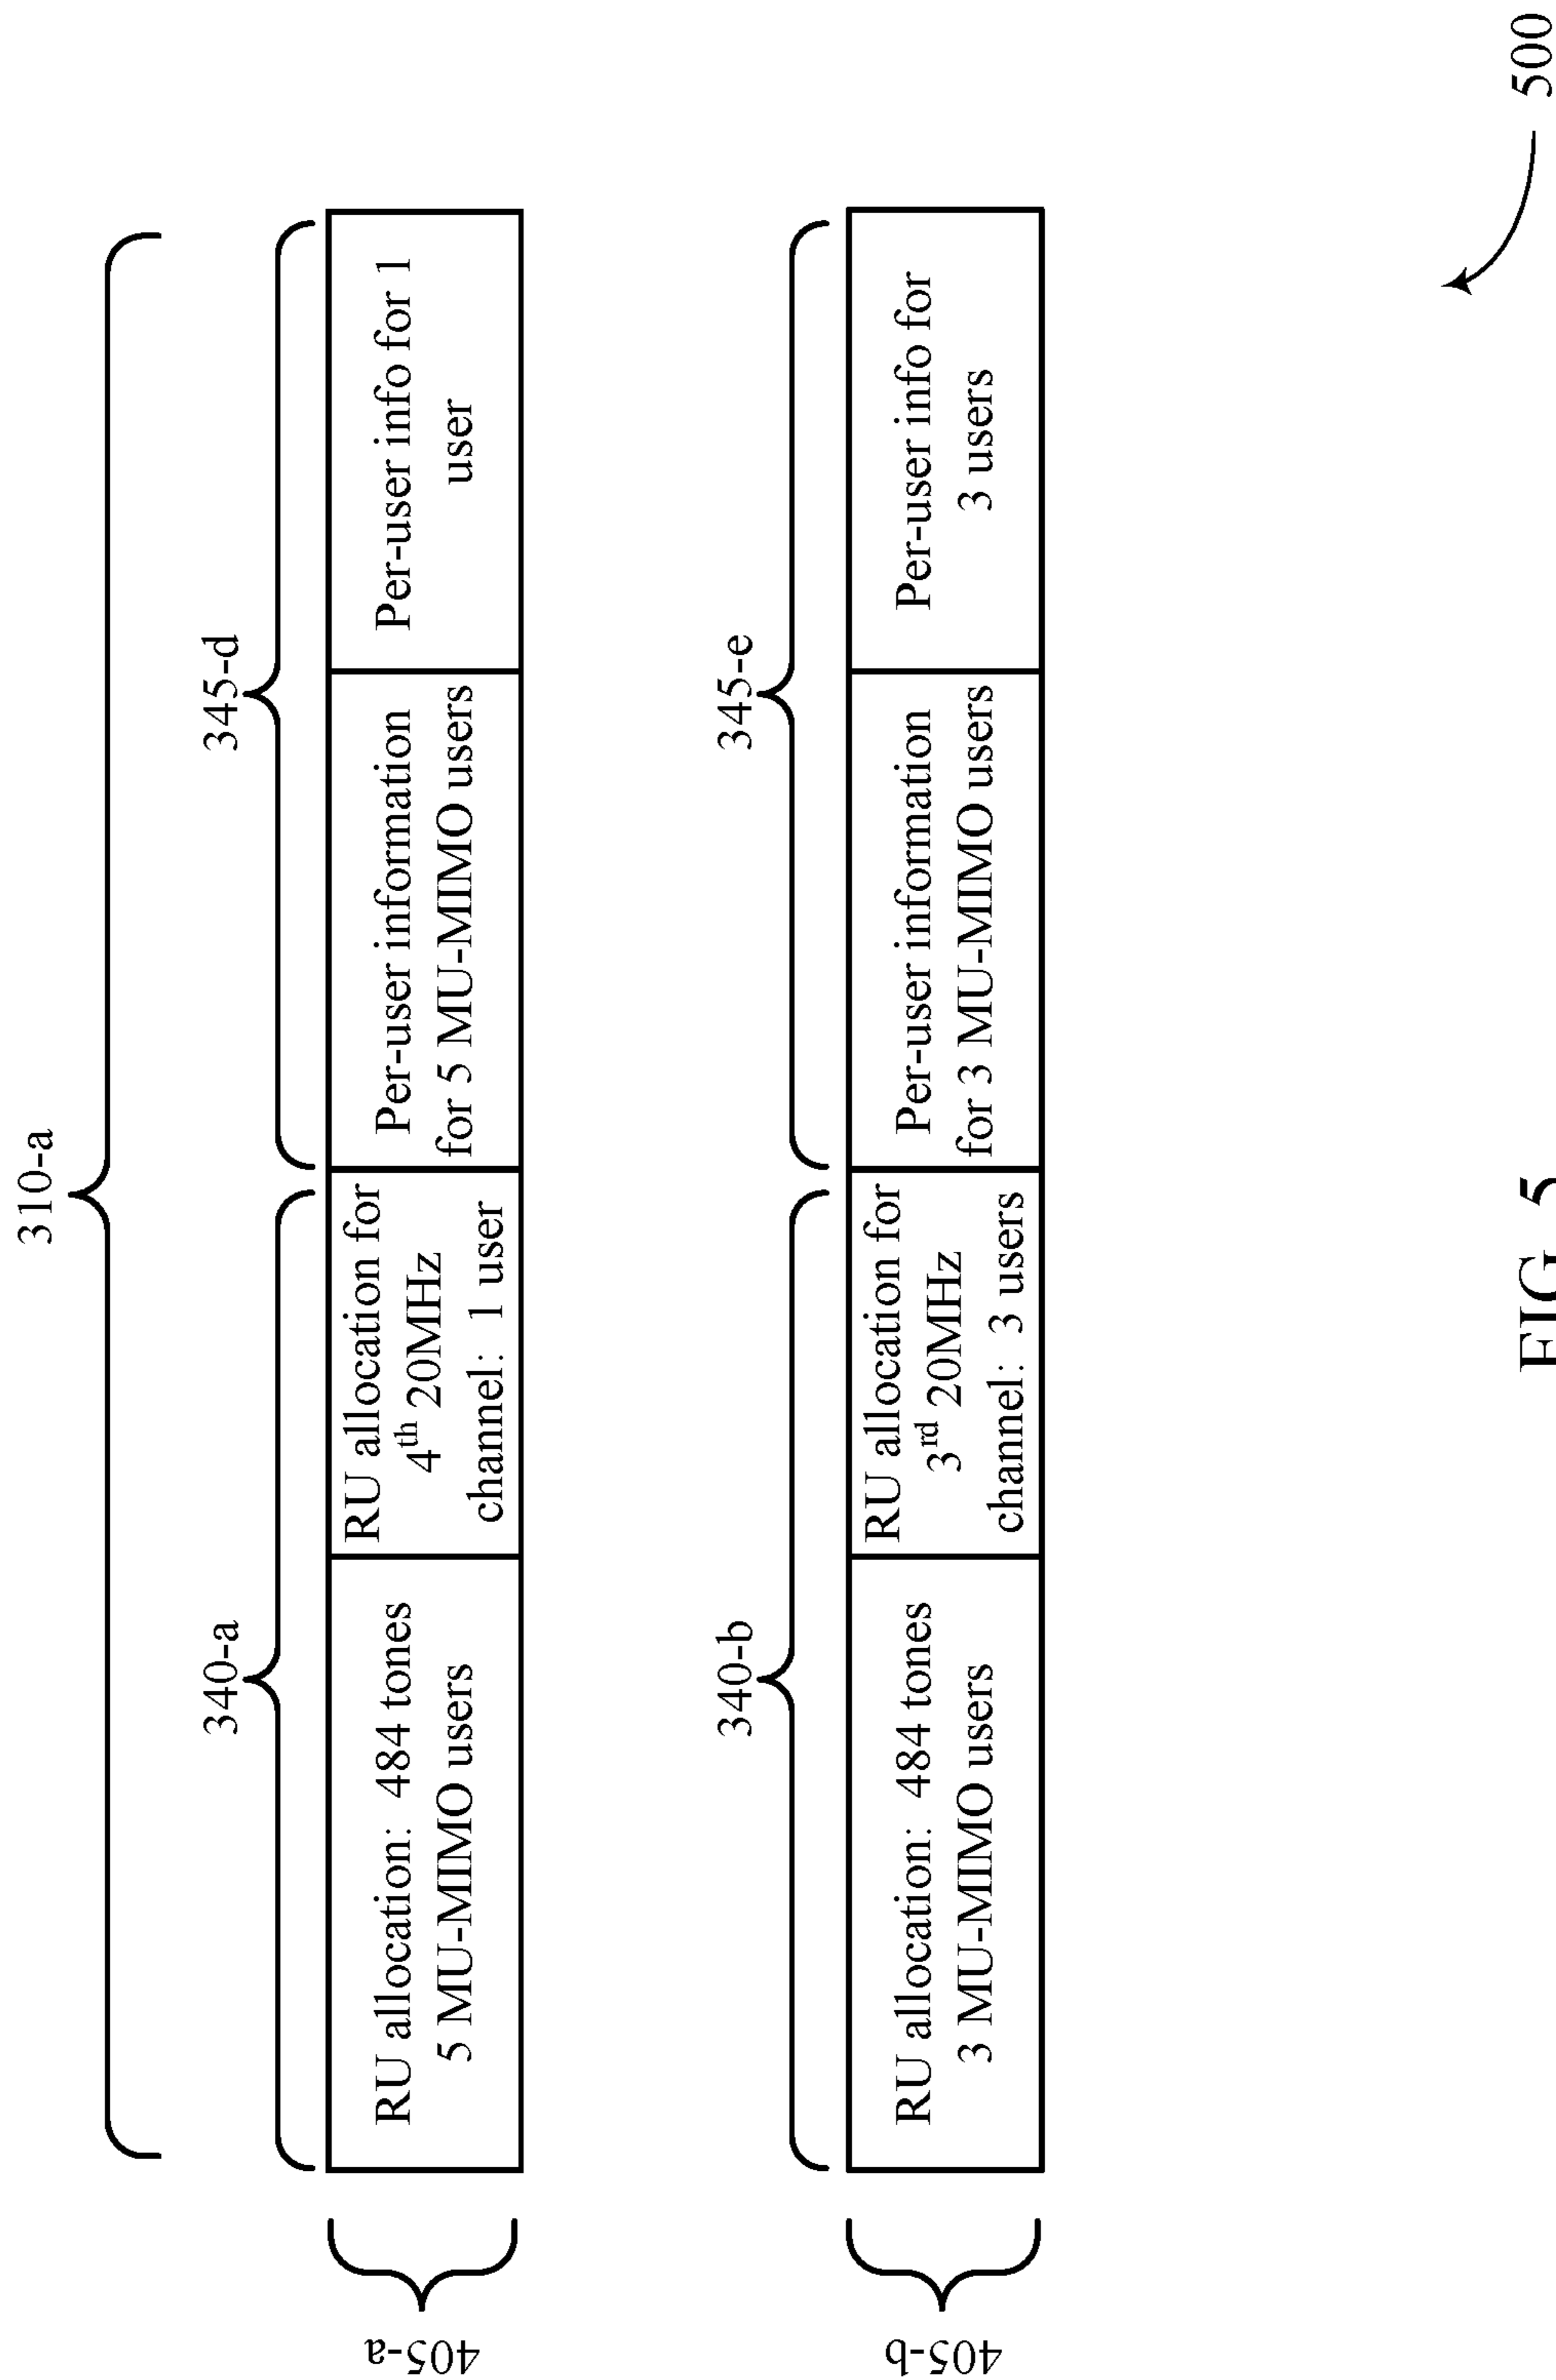 310-a
340-a
345-d
405-a
RU allocation: 484 tones
5 MU-MIMO users
RU allocation for
4th 20MHz
channel: 1 user
Per-user information
for 5 MU-MIMO users
Per-user info for 1
user
340-b
345-e
405-b
RU allocation: 484 tones
3 MU-MIMO users
RU allocation for
3rd 20MHz
channel: 3 users
Per-user information
for 3 MU-MIMO users
Per-user info for
3 users
500
FIG. 5